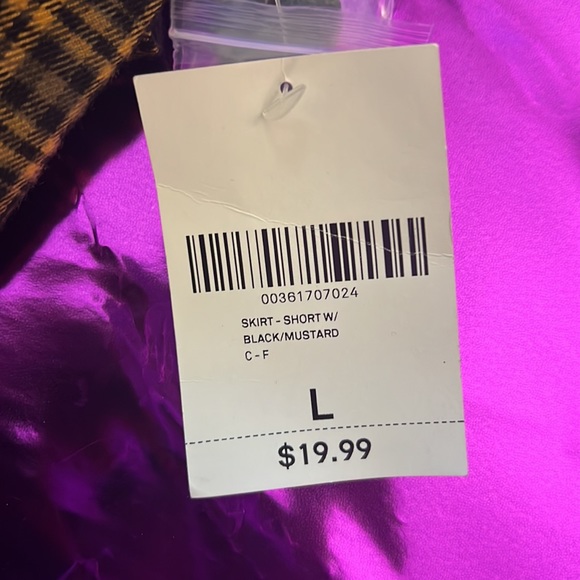 00361707024
SKIRT - SHORT W/
BLACK/MUSTARD
C - F
L
$19.99